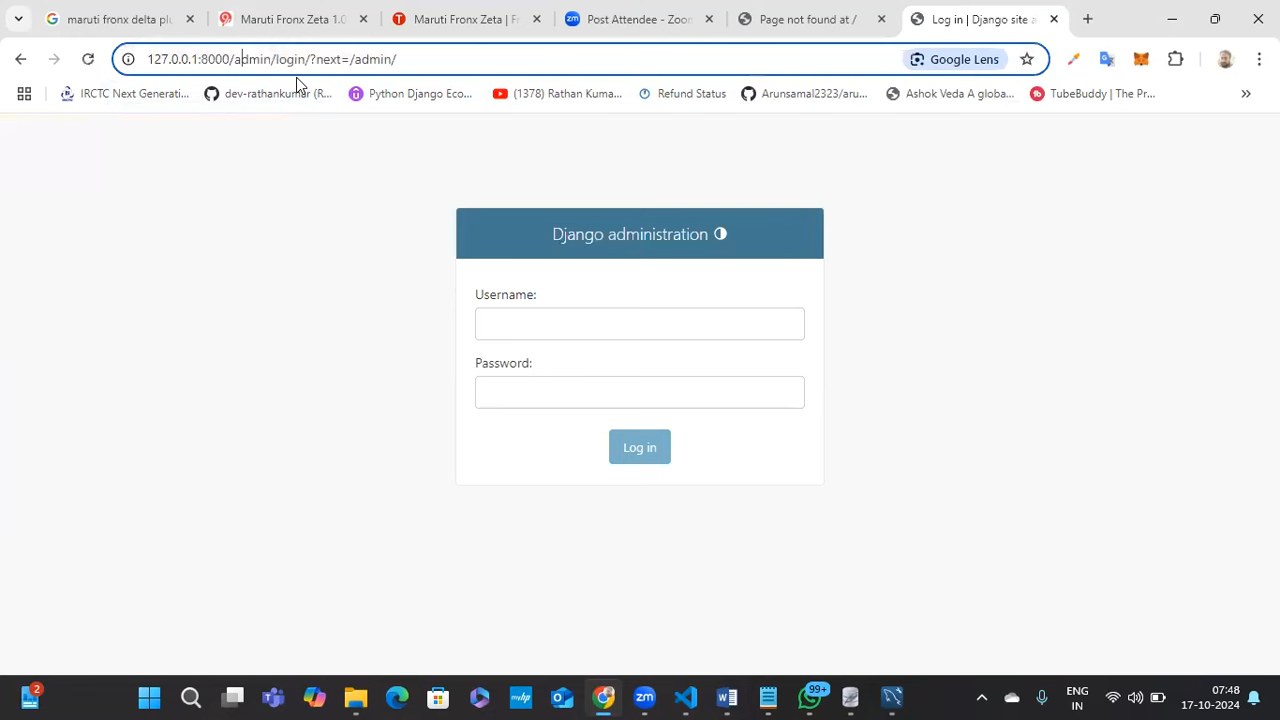 maruti fronx delta plu
Maruti Fronx Zeta 1.0
Maruti Fronx Zeta | Fr
Post Attendee - Zoom
Page not found at /
Log in | Django site a
127.0.0.1:8000/admin/login/?next=/admin/
Google Lens
IRCTC Next Generati...
dev-rathankumar (R...
Python Django Eco...
(1378) Rathan Kuma...
Refund Status
Arunsamal2323/aru...
Ashok Veda A globa...
TubeBuddy | The Pr...
Django administration
Username:
Password:
Log in
2
myhp
zm
99+
ENG
IN
07:48
17-10-2024